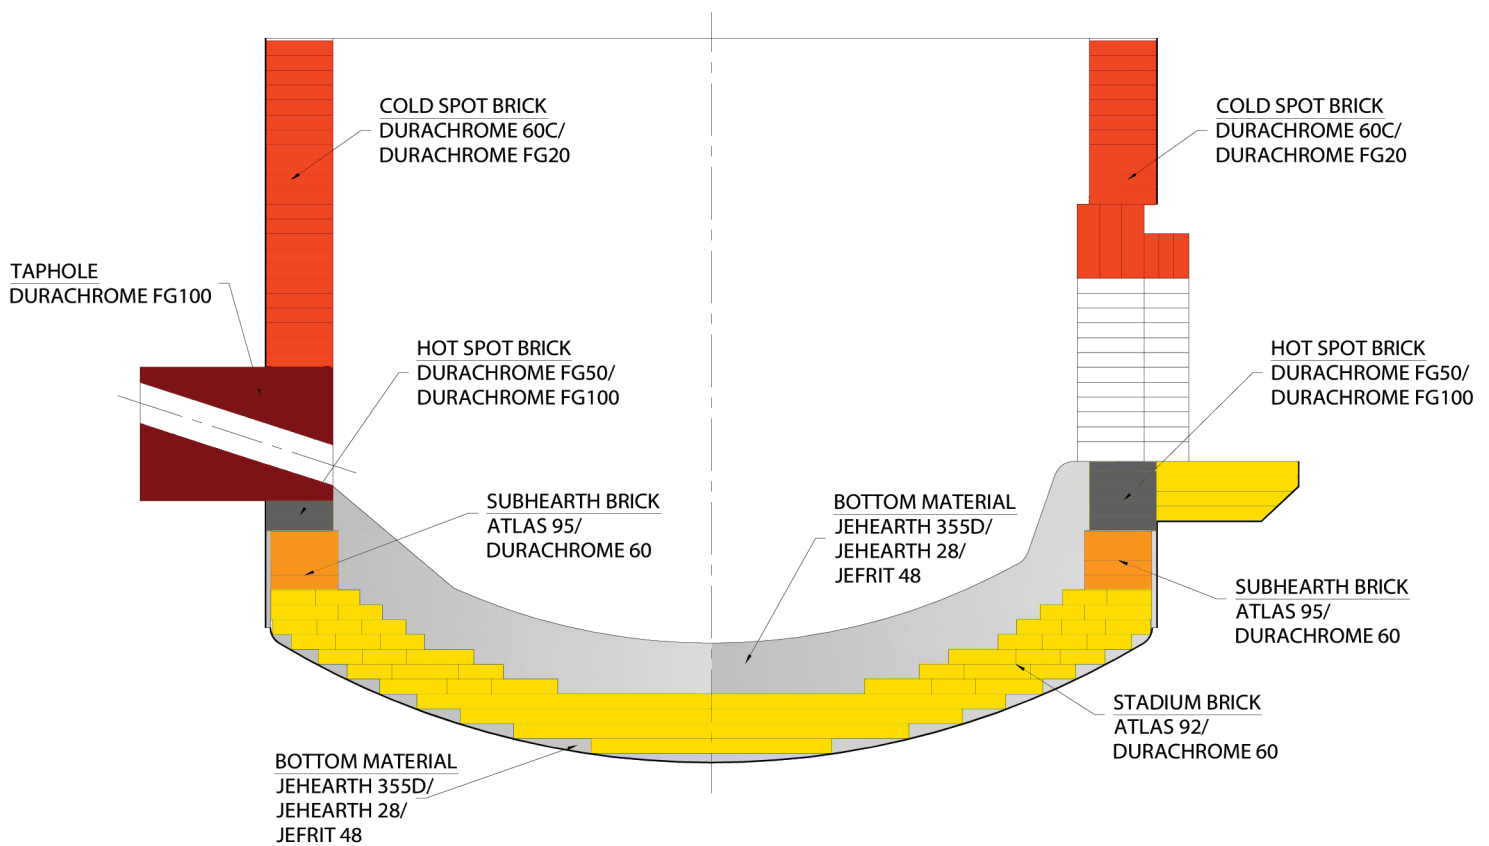 COLD SPOT BRICK
DURACHROME 60C/
DURACHROME FG20
COLD SPOT BRICK
DURACHROME 60C/
DURACHROME FG20
TAPHOLE
DURACHROME FG100
HOT SPOT BRICK
DURACHROME FG50/
DURACHROME FG100
HOT SPOT BRICK
DURACHROME FG50/
DURACHROME FG100
SUBHEARTH BRICK
ATLAS 95/
DURACHROME 60
BOTTOM MATERIAL
JEHEARTH 355D/
JEHEARTH 28/
JEFRIT 48
SUBHEARTH BRICK
ATLAS 95/
DURACHROME 60
STADIUM BRICK
ATLAS 92/
DURACHROME 60
BOTTOM MATERIAL
JEHEARTH 355D/
JEHEARTH 28/
JEFRIT 48